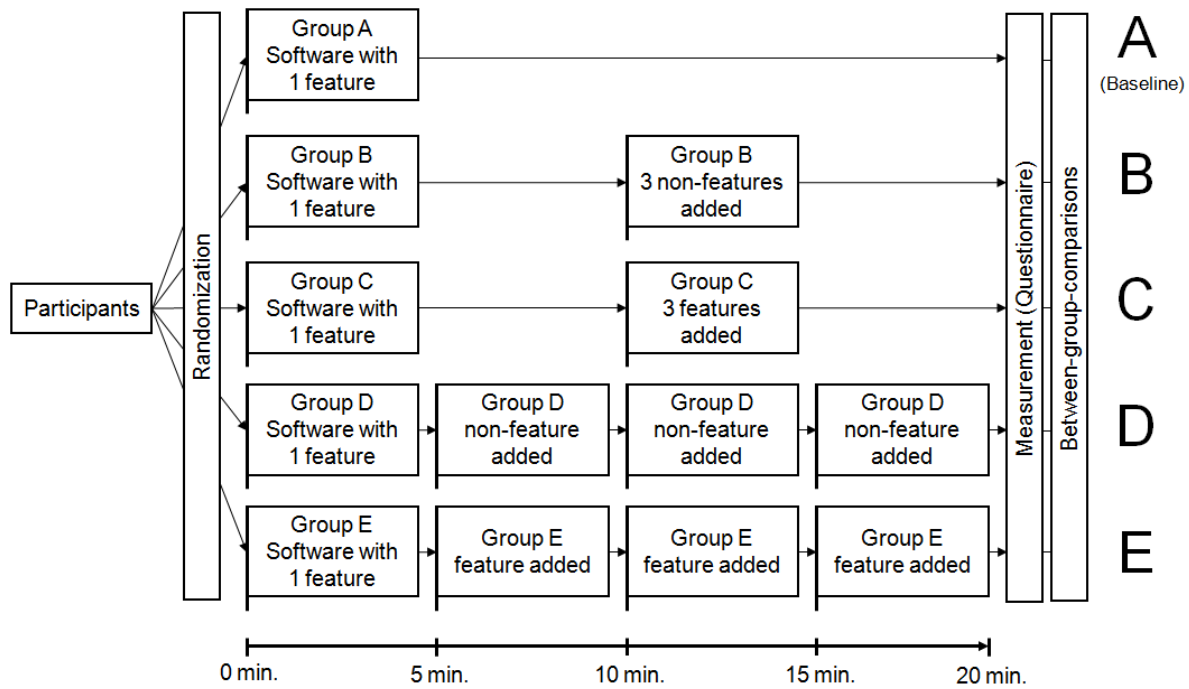 Group A
Software with
1 feature
A
(Baseline)
Group B
Software with
1 feature
Group B
3 non-features
added
B
Participants
Randomization
Group C
Software with
1 feature
Group C
3 features
added
Measurement (Questionnaire)
Between-group-comparisons
C
Group D
Software with
1 feature
Group D
non-feature
added
Group D
non-feature
added
Group D
non-feature
added
D
Group E
Software with
1 feature
Group E
feature added
Group E
feature added
Group E
feature added
E
0 min.
5 min.
10 min.
15 min.
20 min.